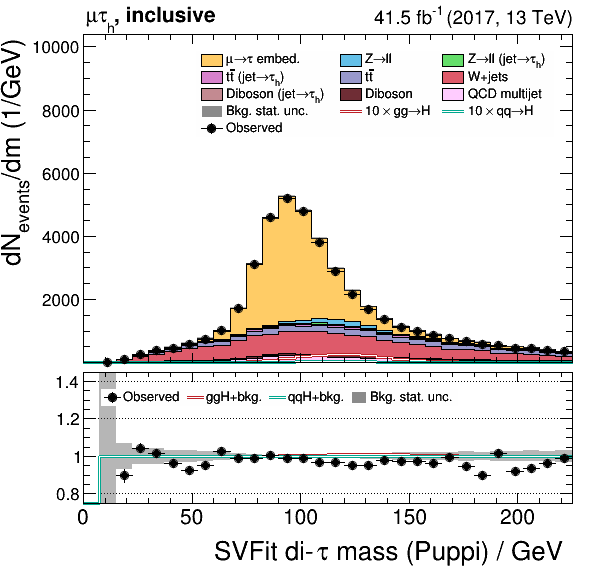 μτh, inclusive 41.5 fb⁻¹ (2017, 13 TeV)
dNevents/dm (1/GeV)
10000
8000
6000
4000
2000
μ→τ embed. Z→ll Z→ll (jet→τh)
tt̄ (jet→τh) tt̄ W+jets
Diboson (jet→τh) Diboson QCD multijet
Bkg. stat. unc. 10×gg→H 10×qq→H
Observed
1.4
1.2
1
0.8
Observed ggH+bkg. qqH+bkg. Bkg. stat. unc.
0 50 100 150 200
SVFit di-τ mass (Puppi) / GeV